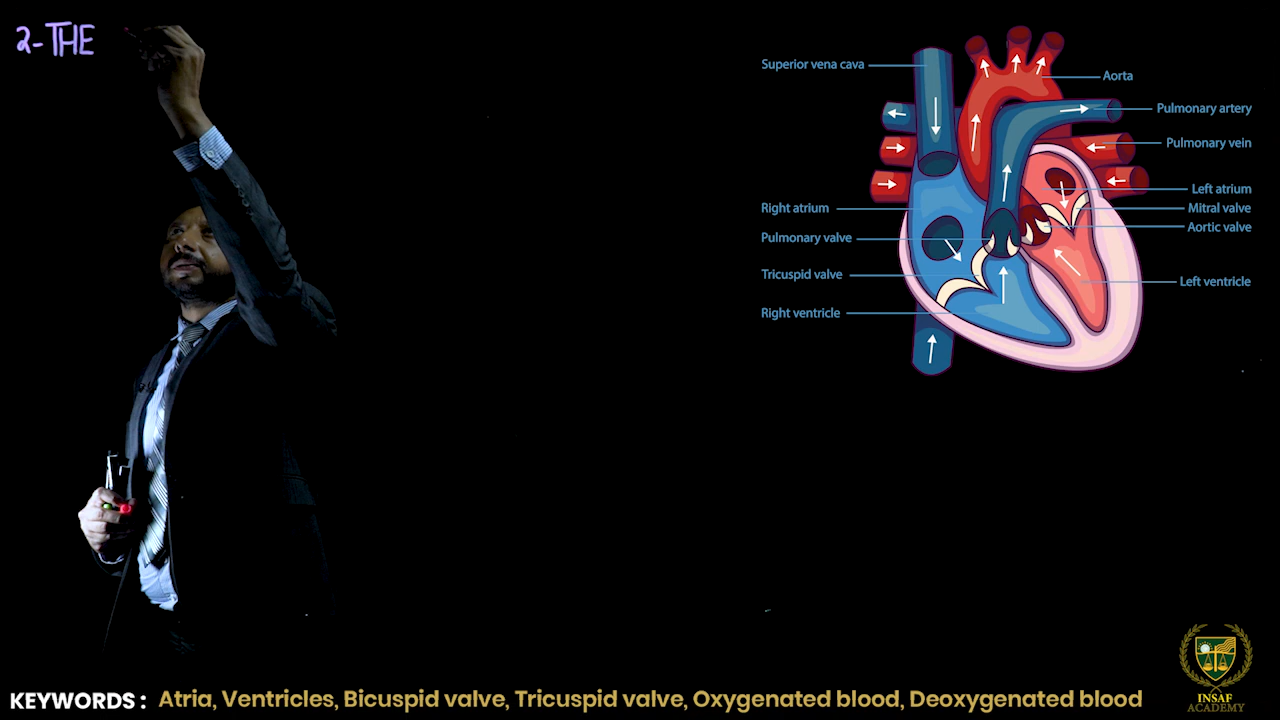 2-THE
Superior vena cava
Aorta
Pulmonary artery
Pulmonary vein
Left atrium
Right atrium
Mitral valve
Aortic valve
Pulmonary valve
Tricuspid valve
Left ventricle
Right ventricle
KEYWORDS : Atria, Ventricles, Bicuspid valve, Tricuspid valve, Oxygenated blood, Deoxygenated blood
INSAF
ACADEMY